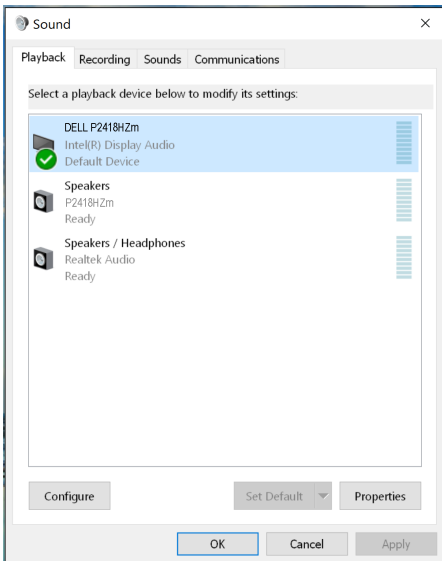 Sound
Playback Recording Sounds Communications
Select a playback device below to modify its settings:
DELL P2418HZm
Intel(R) Display Audio
Default Device
Speakers
P2418HZm
Ready
Speakers / Headphones
Realtek Audio
Ready
Configure Set Default Properties
OK Cancel Apply